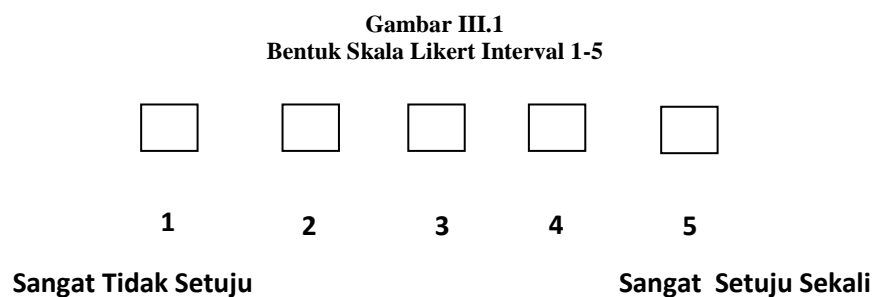 Gambar III.1
Bentuk Skala Likert Interval 1-5
1 2 3 4 5
Sangat Tidak Setuju Sangat Setuju Sekali